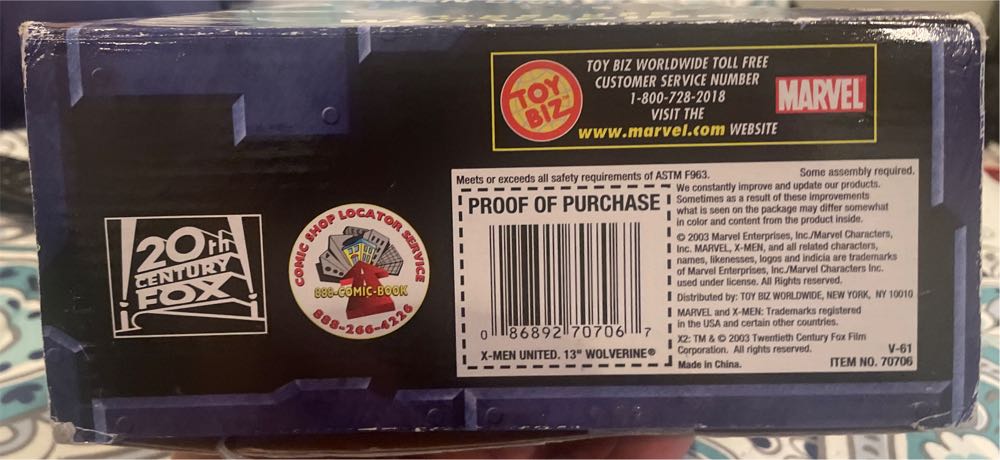 TOY BIZ WORLDWIDE TOLL FREE
CUSTOMER SERVICE NUMBER
1-800-728-2018
VISIT THE
www.marvel.com WEBSITE
TOY
BIZ™
MARVEL
20th
CENTURY
FOX
COMIC SHOP LOCATOR SERVICE
888-COMIC-BOOK
888-266-4226
Meets or exceeds all safety requirements of ASTM F963.
Some assembly required.
PROOF OF PURCHASE
0 86892 70706 7
X-MEN UNITED. 13" WOLVERINE®
We constantly improve and update our products.
Sometimes as a result of these improvements
what is seen on the package may differ somewhat
in color and content from the product inside.
© 2003 Marvel Enterprises, Inc./Marvel Characters,
Inc. MARVEL, X-MEN, and all related characters,
names, likenesses, logos and indicia are trademarks
of Marvel Enterprises, Inc./Marvel Characters Inc.
used under license. All Rights reserved.
Distributed by: TOY BIZ WORLDWIDE, NEW YORK, NY 10010
MARVEL and X-MEN: Trademarks registered
in the USA and certain other countries.
X2: TM & © 2003 Twentieth Century Fox Film
Corporation. All rights reserved.
Made in China.
V-61
ITEM NO. 70706